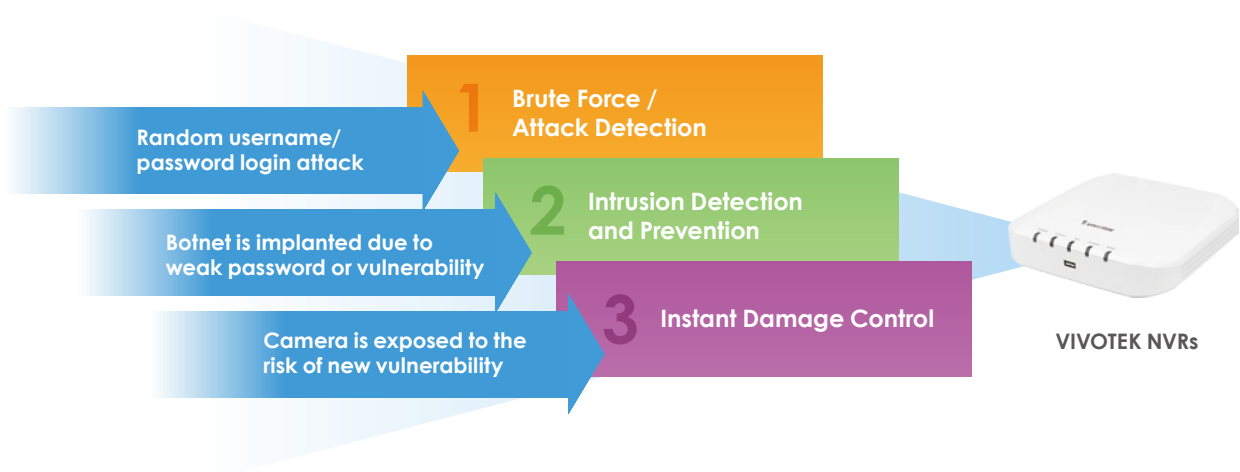 1
Brute Force /
Attack Detection
Random username/
password login attack
2
Intrusion Detection
and Prevention
Botnet is implanted due to
weak password or vulnerability
3
Instant Damage Control
Camera is exposed to the
risk of new vulnerability
VIVOTEK NVRs